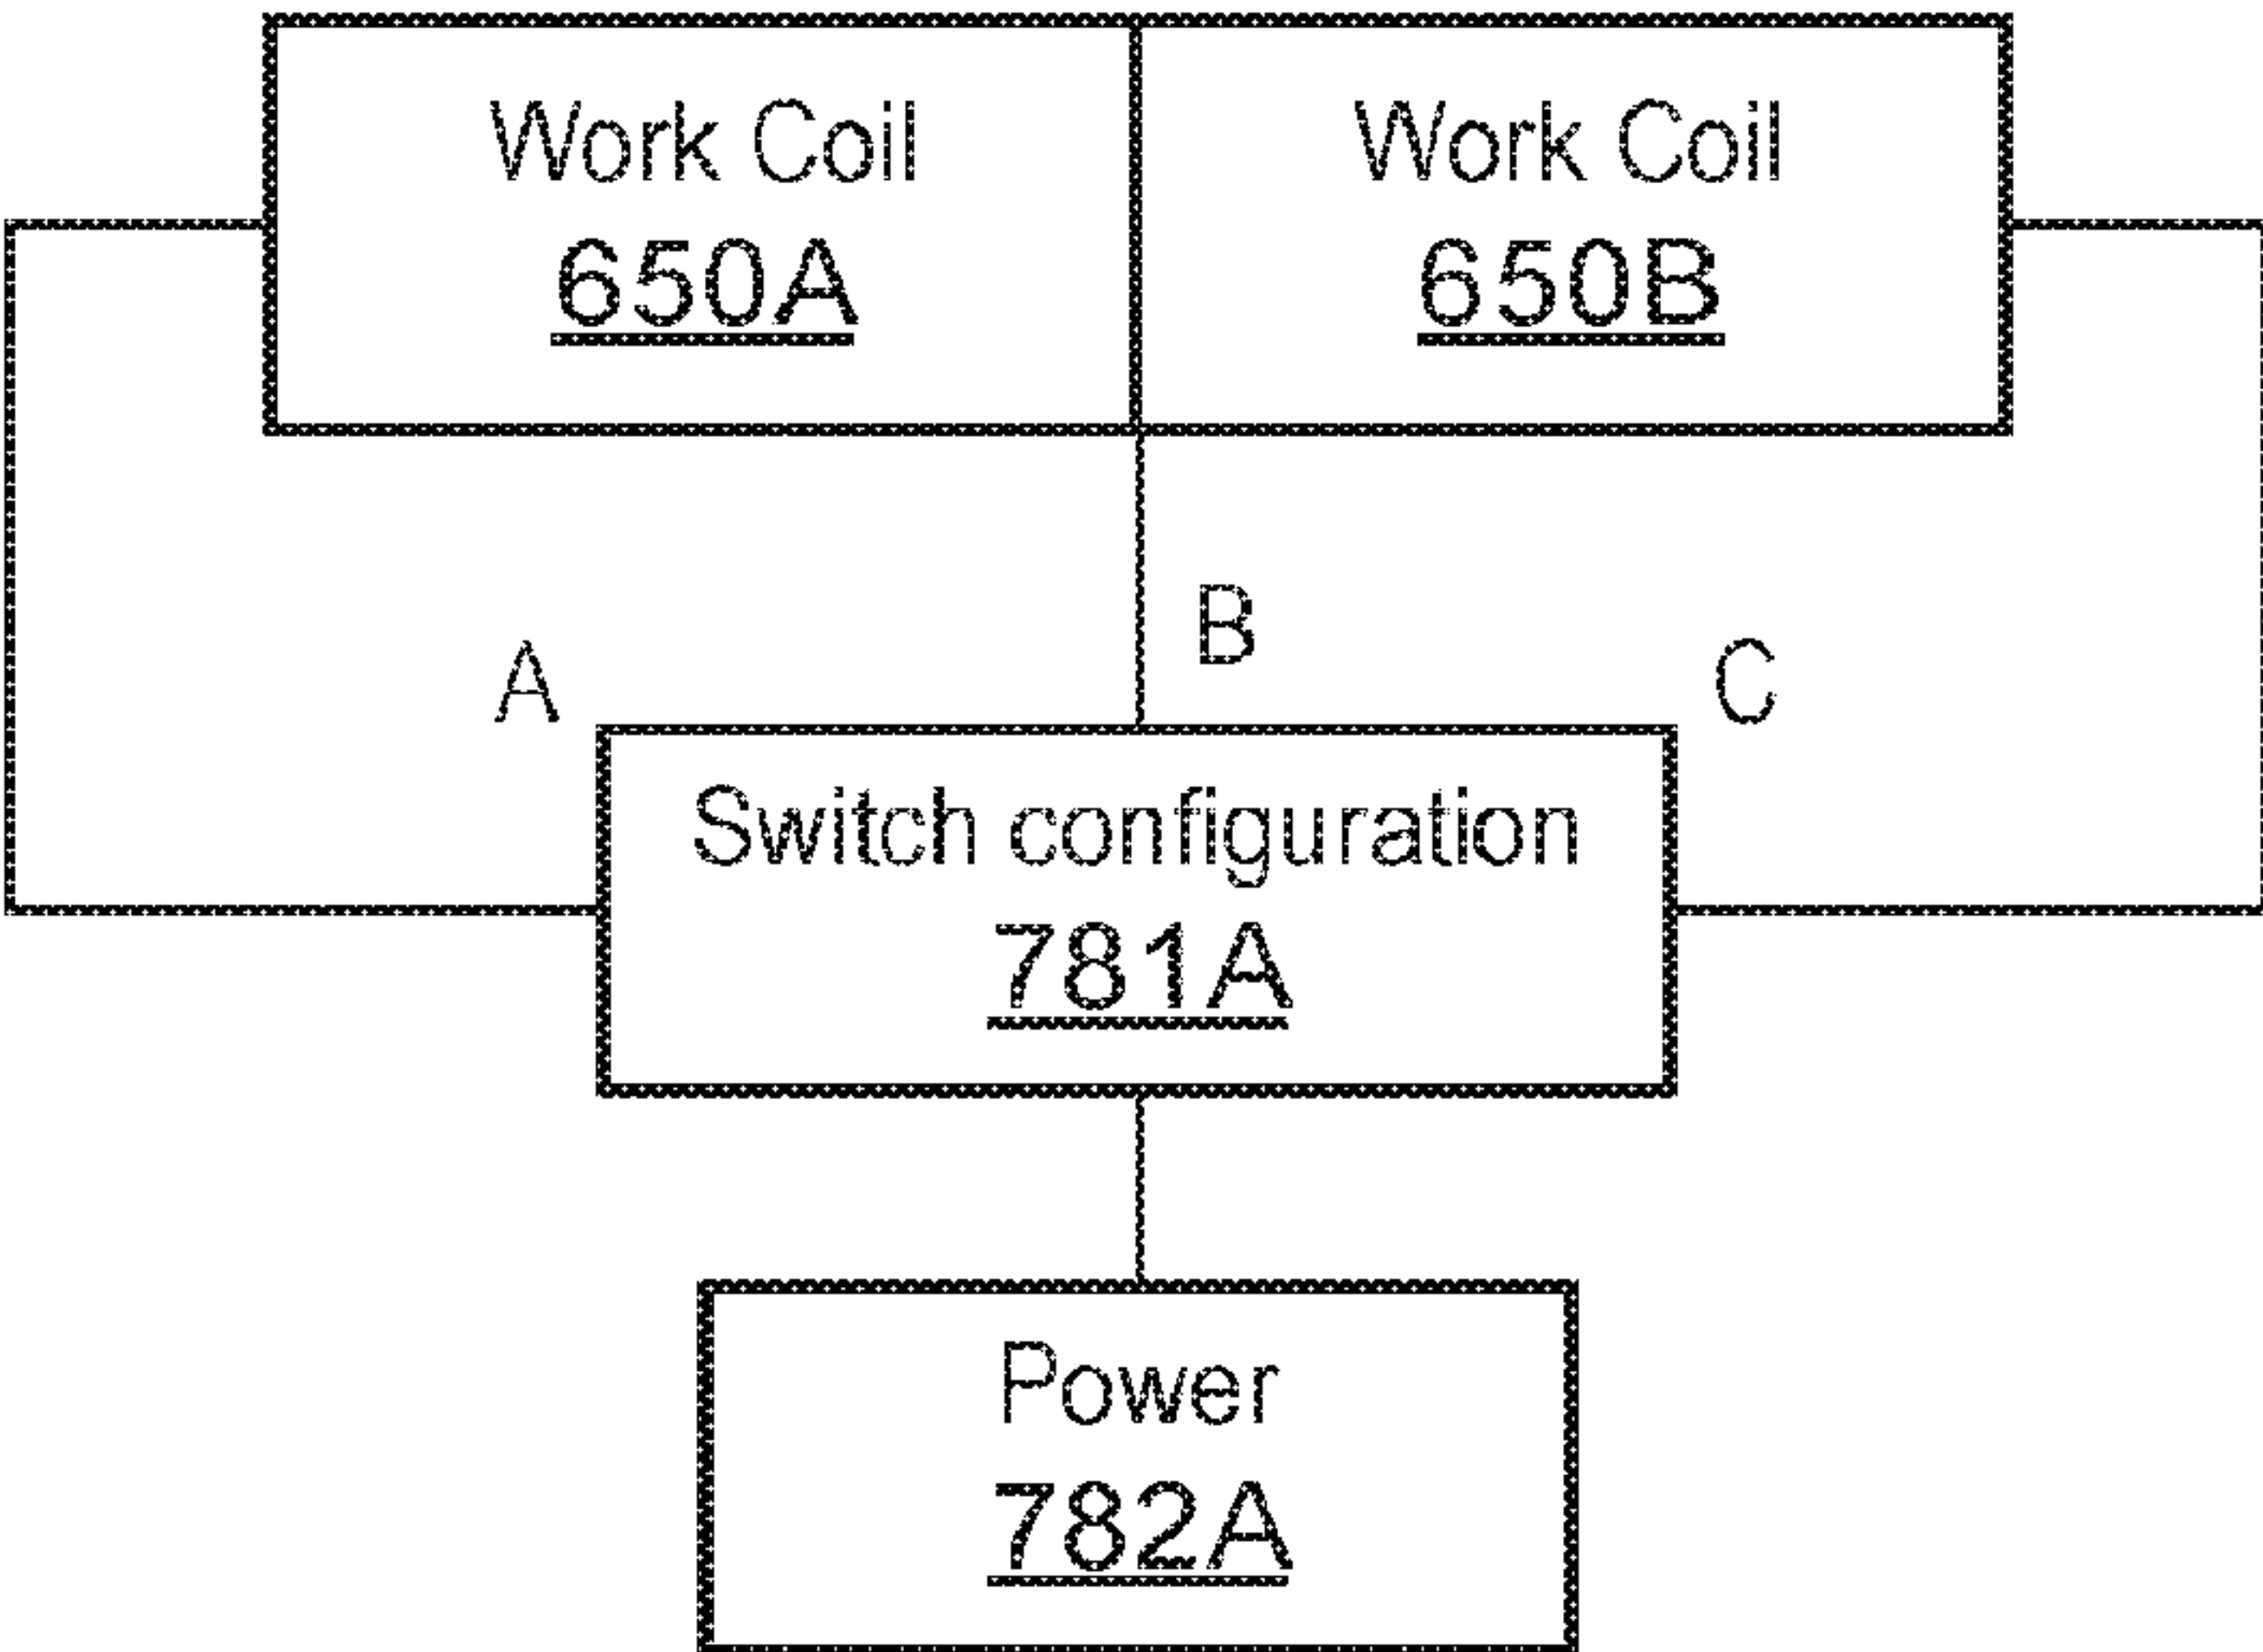 Work Coil
650A
Work Coil
650B
A
B
C
Switch configuration
781A
Power
782A